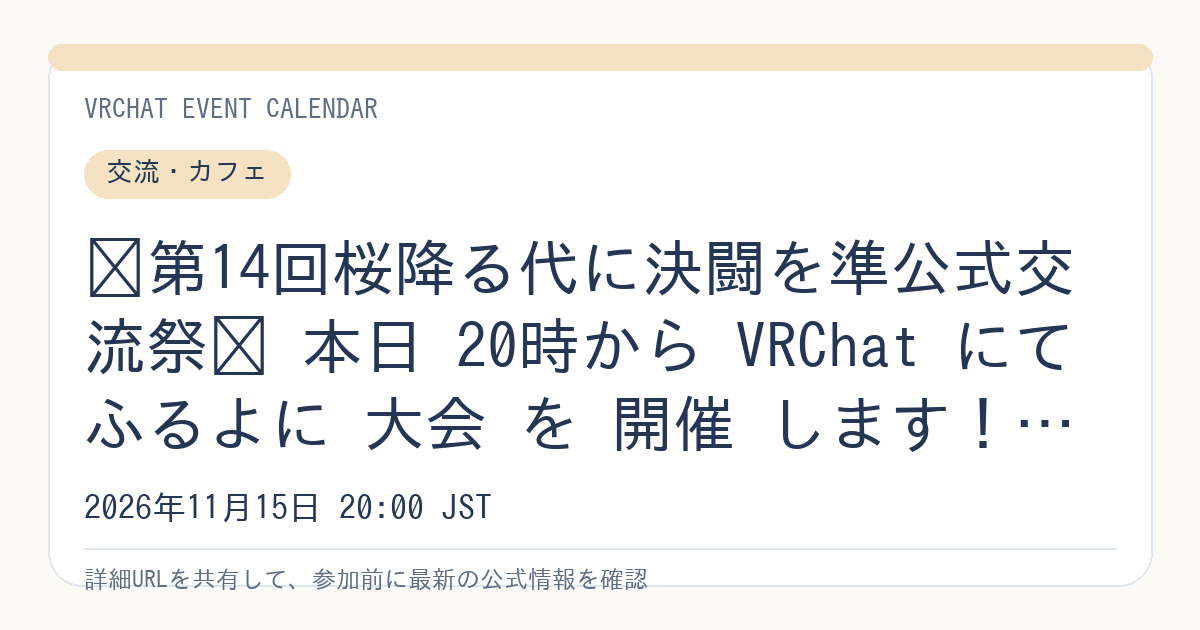 VRCHAT EVENT CALENDAR
交流・カフェ
第14回桜降る代に決闘を準公式交
流祭 本日 20時から VRChat にて
ふるよに 大会 を 開催 します！…
2026年11月15日 20:00 JST
詳細URLを共有して、参加前に最新の公式情報を確認